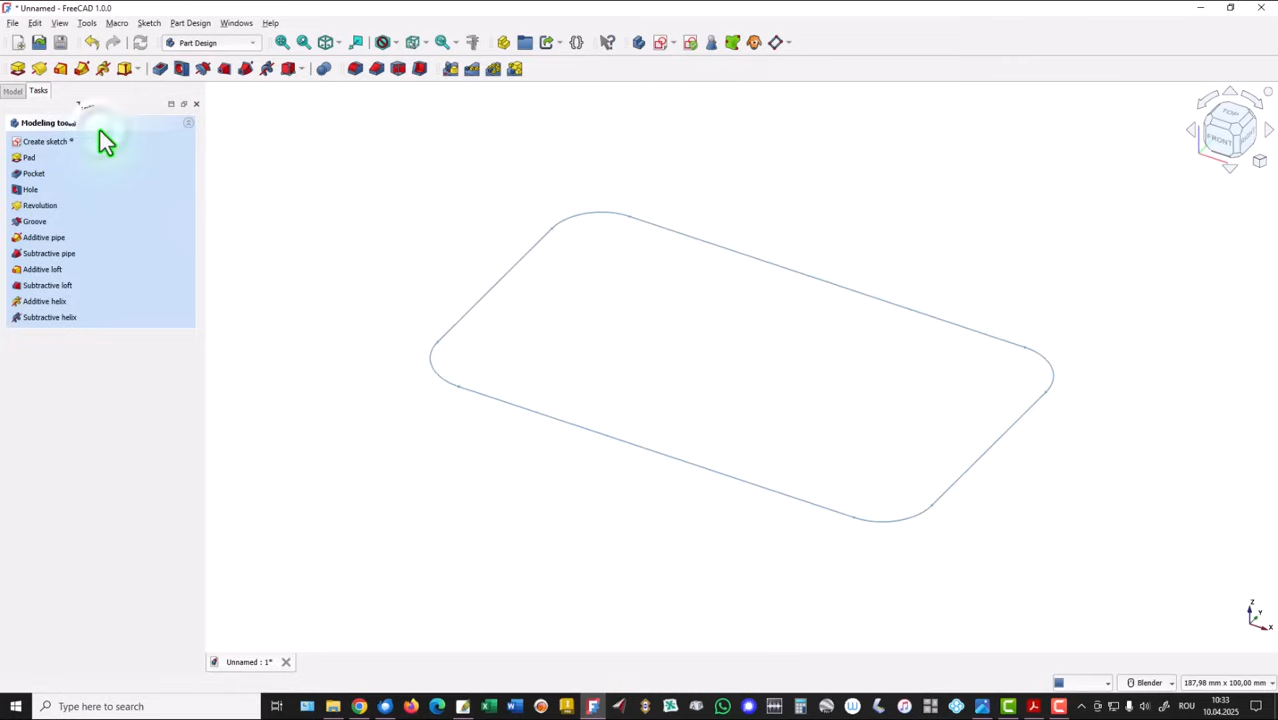 * Unnamed - FreeCAD 1.0.0
File Edit View Tools Macro Sketch Part Design Windows Help
Part Design
Model Tasks
Modeling tools
Create sketch *
Pad
Pocket
Hole
Revolution
Groove
Additive pipe
Subtractive pipe
Additive loft
Subtractive loft
Additive helix
Subtractive helix
TOP
FRONT
RIGHT
Z
Y
X
Unnamed : 1*
Blender 187,98 mm x 100,00 mm
Type here to search
ROU
10:33
10.04.2025